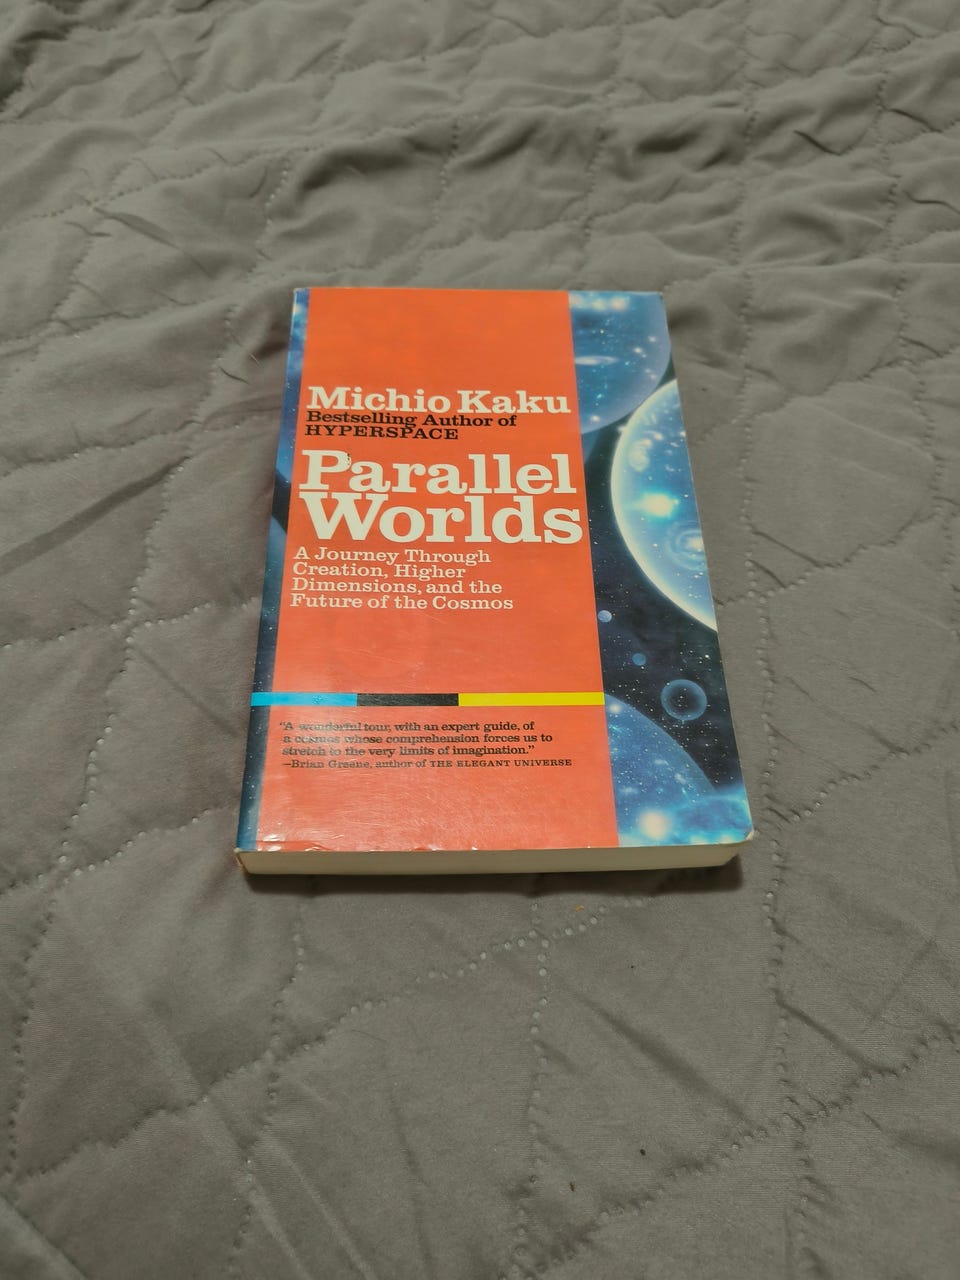 Michio Kaku
Bestselling Author of
HYPERSPACE
Parallel
Worlds
A Journey Through
Creation, Higher
Dimensions, and the
Future of the Cosmos
“A wonderful tour, with an expert guide, of
a cosmos whose comprehension forces us to
stretch to the very limits of imagination.”
—Brian Greene, author of THE ELEGANT UNIVERSE